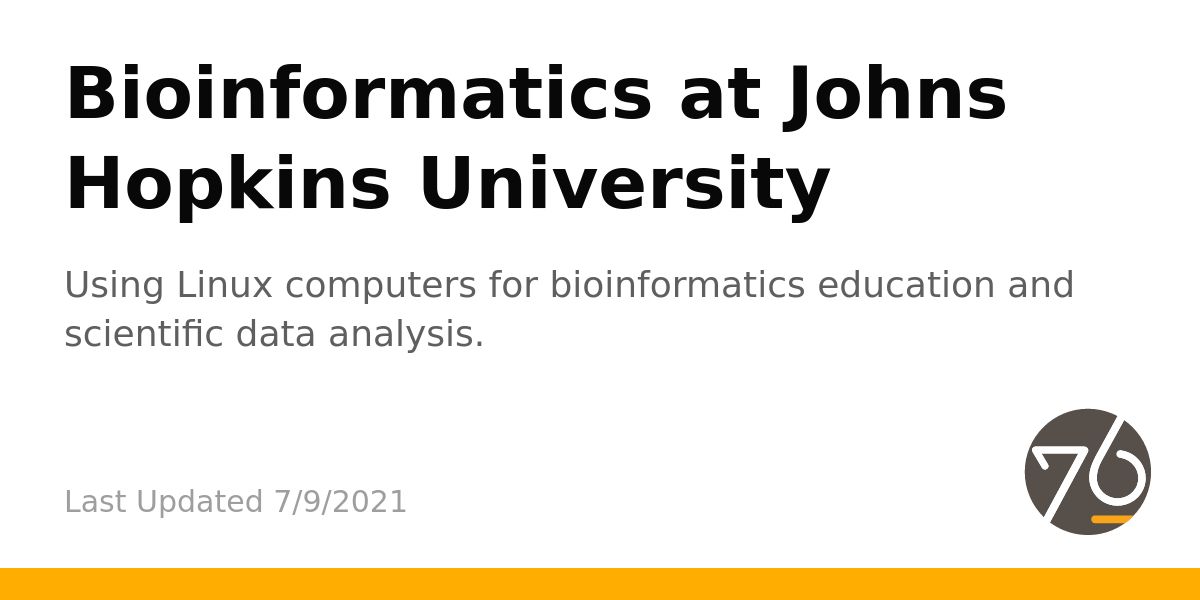 Bioinformatics at Johns
Hopkins University
Using Linux computers for bioinformatics education and
scientific data analysis.
Last Updated 7/9/2021
76